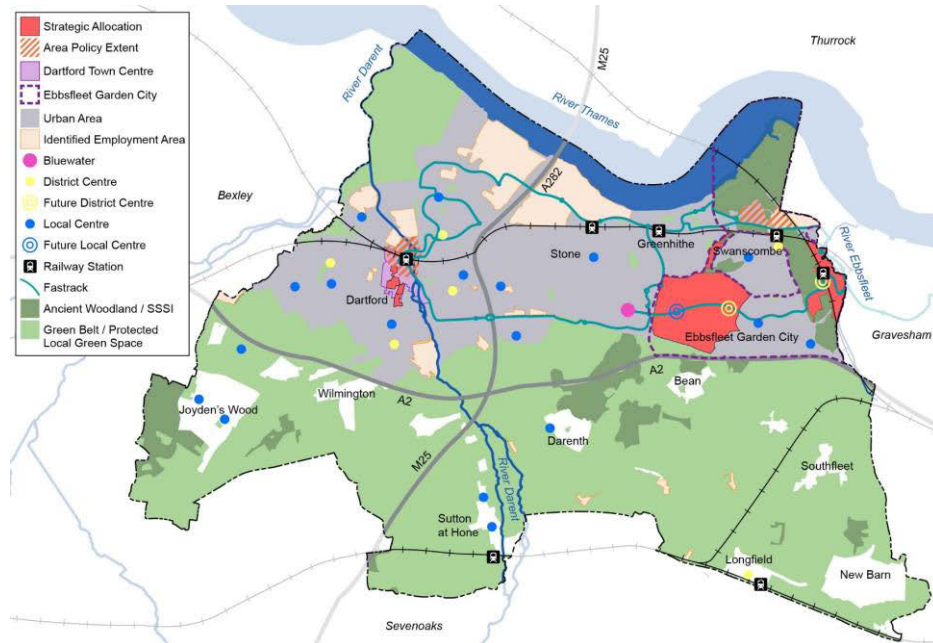 Strategic Allocation
Area Policy Extent
Dartford Town Centre
Ebbsfleet Garden City
Urban Area
Identified Employment Area
Bluewater
District Centre
Future District Centre
Local Centre
Future Local Centre
Railway Station
Fastrack
Ancient Woodland / SSSI
Green Belt / Protected
Local Green Space
Thurrock
M25
River Darent
River Thames
A282
Bexley
Stone
Greenhithe
Swanscombe
River Ebbsfleet
Dartford
Gravesham
Ebbsfleet Garden City
A2
Bean
Joyden's Wood
Wilmington
A2
Darenth
M25
River Darent
Southfleet
Sutton
at Hone
Longfield
New Barn
Sevenoaks